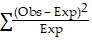 ∑(Obs – Exp)²
Exp